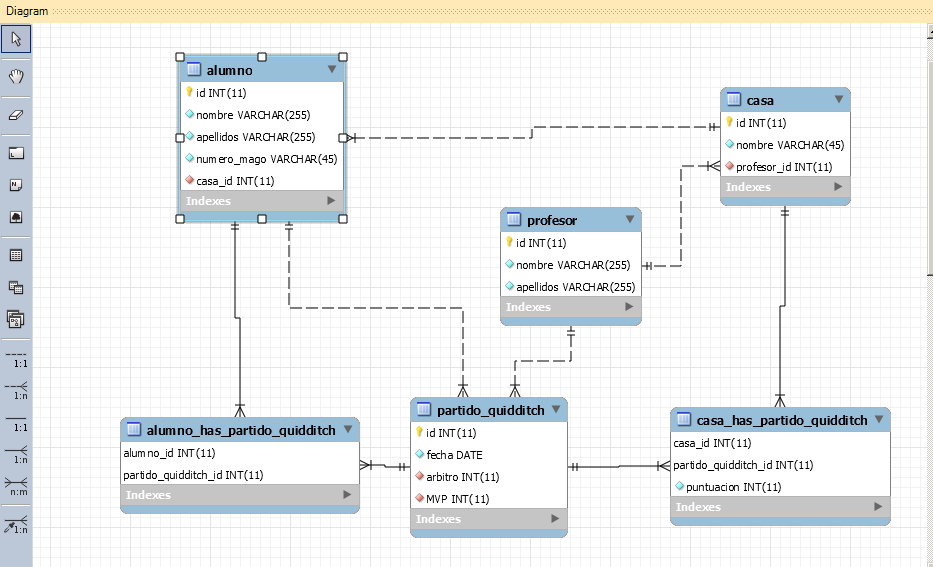 Diagram
alumno
id INT(11)
nombre VARCHAR(255)
apellidos VARCHAR(255)
numero_mago VARCHAR(45)
casa_id INT(11)
Indexes
casa
id INT(11)
nombre VARCHAR(45)
profesor_id INT(11)
Indexes
profesor
id INT(11)
nombre VARCHAR(255)
apellidos VARCHAR(255)
Indexes
alumno_has_partido_quidditch
alumno_id INT(11)
partido_quidditch_id INT(11)
Indexes
partido_quidditch
id INT(11)
fecha DATE
arbitro INT(11)
MVP INT(11)
Indexes
casa_has_partido_quidditch
casa_id INT(11)
partido_quidditch_id INT(11)
puntuacion INT(11)
Indexes
1:1
1:n
1:1
1:n
n:m
1:n